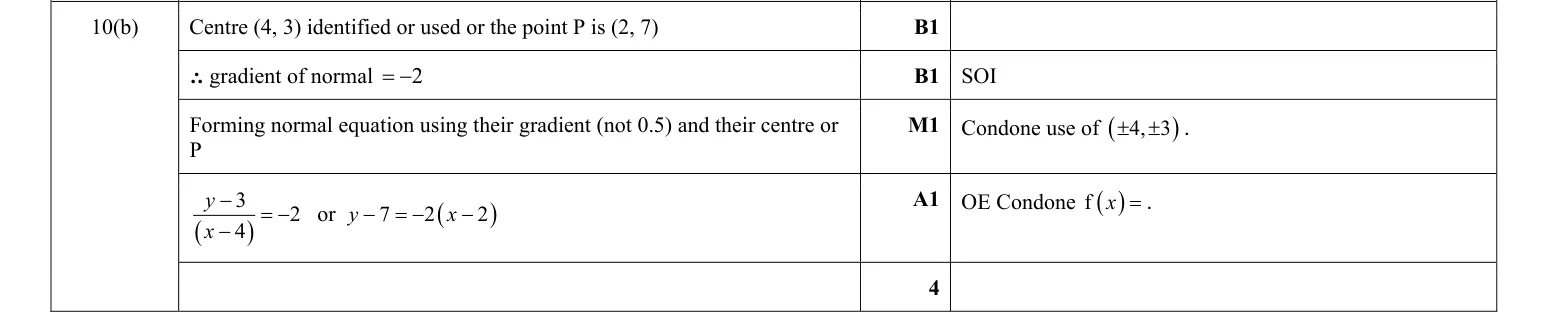 10(b) Centre (4, 3) identified or used or the point P is (2, 7) B1
∴ gradient of normal = −2 B1 SOI
Forming normal equation using their gradient (not 0.5) and their centre or M1 Condone use of (±4, ±3) .
P
y − 3 / (x − 4) = −2 or y − 7 = −2(x − 2) A1 OE Condone f(x) = .
4